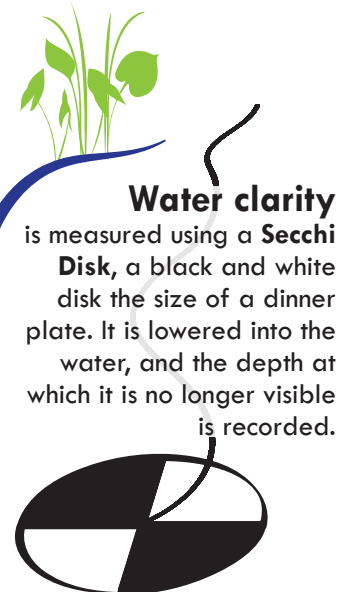 Water clarity
is measured using a Secchi
Disk, a black and white
disk the size of a dinner
plate. It is lowered into the
water, and the depth at
which it is no longer visible
is recorded.